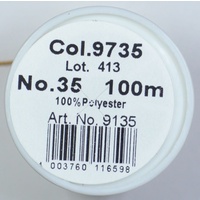 Col.9735
Lot. 413
No.35 100m
100%Polyester
Art. No. 9135
4 003760 116598